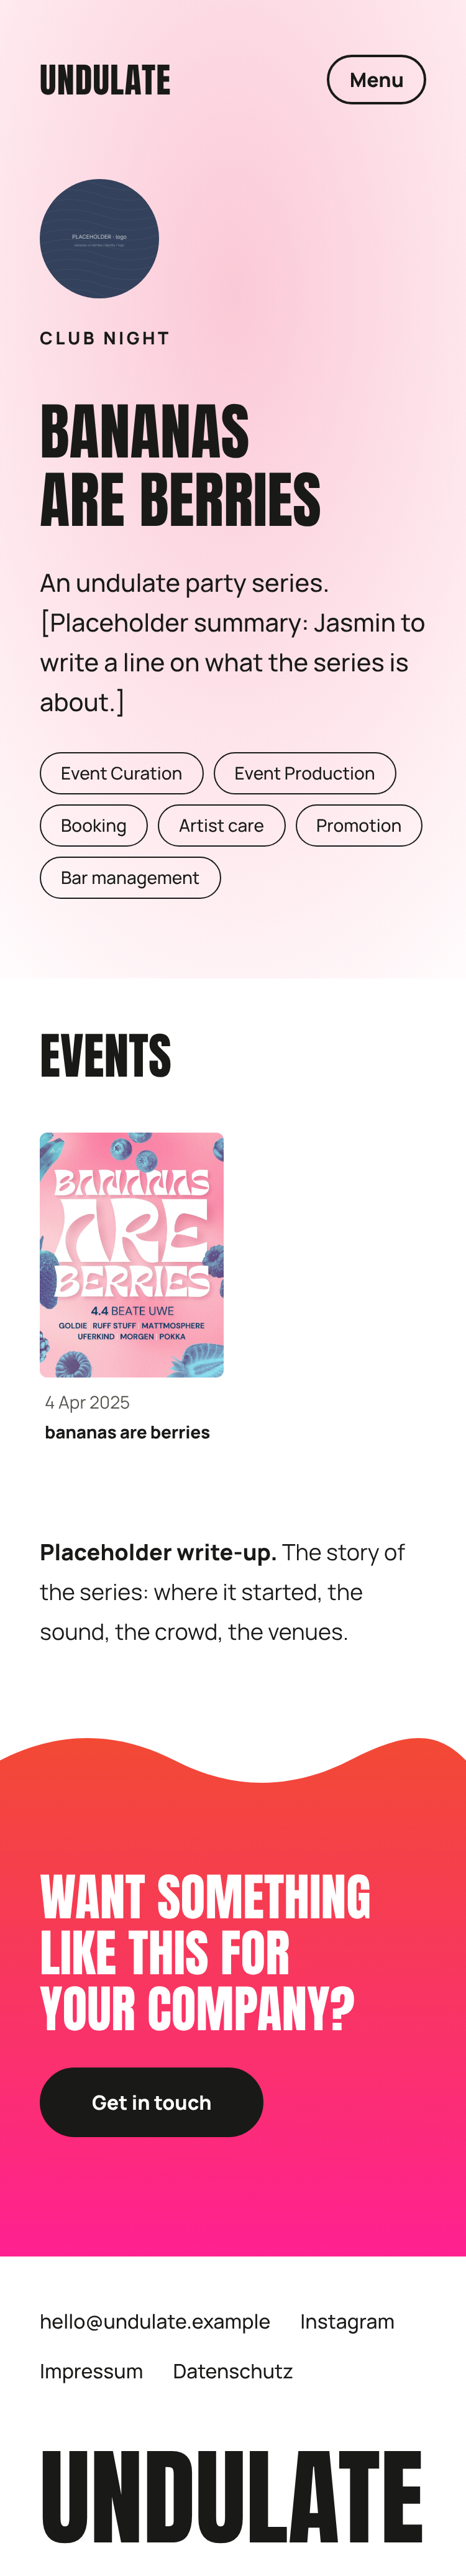 UNDULATE
Menu
PLACEHOLDER · logo
CLUB NIGHT
BANANAS
ARE BERRIES
An undulate party series.
[Placeholder summary: Jasmin to
write a line on what the series is
about.]
Event Curation
Event Production
Booking
Artist care
Promotion
Bar management
EVENTS
BANANAS
ARE
BERRIES
4.4 BEATE UWE
GOLDIE RUFF STUFF MATTMOSPHERE
UFERKIND MORGEN POKKA
4 Apr 2025
bananas are berries
Placeholder write-up. The story of
the series: where it started, the
sound, the crowd, the venues.
WANT SOMETHING
LIKE THIS FOR
YOUR COMPANY?
Get in touch
hello@undulate.example
Instagram
Impressum
Datenschutz
UNDULATE